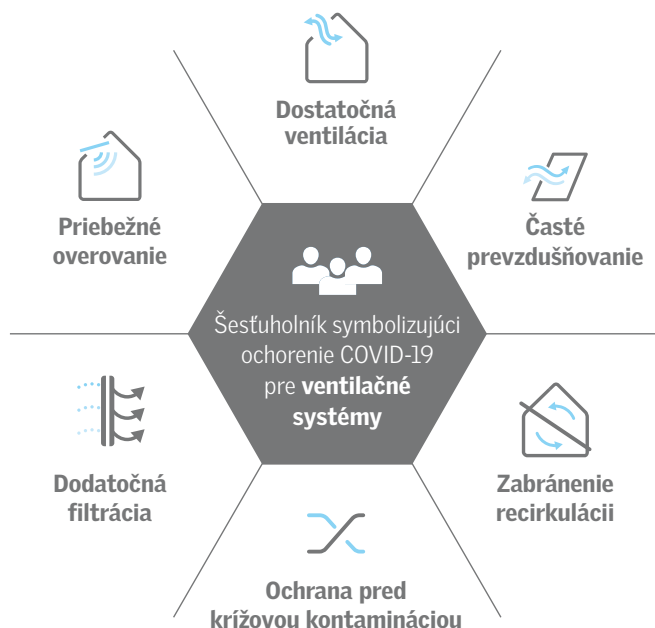 Dostatočná
ventilácia
Časté
prevzdušňovanie
Zabránenie
recirkulácii
Ochrana pred
krížovou kontamináciou
Dodatočná
filtrácia
Priebežné
overovanie
Šesťuholník symbolizujúci
ochorenie COVID-19
pre ventilačné
systémy